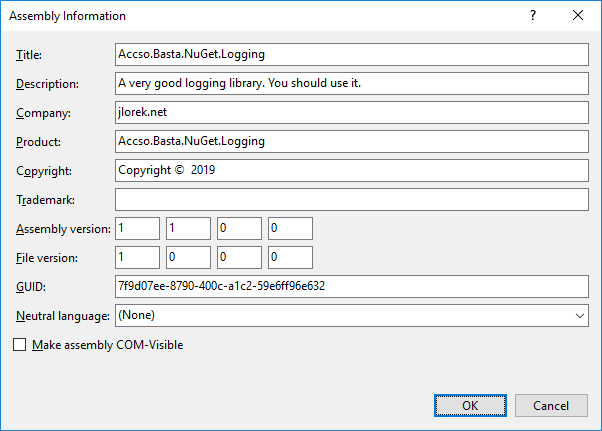 Assembly Information ? ×
Title: Accso.Basta.NuGet.Logging
Description: A very good logging library. You should use it.
Company: jlorek.net
Product: Accso.Basta.NuGet.Logging
Copyright: Copyright ©  2019
Trademark:
Assembly version: 1 1 0 0
File version: 1 0 0 0
GUID: 7f9d07ee-8790-400c-a1c2-59e6ff96e632
Neutral language: (None)
Make assembly COM-Visible
OK Cancel